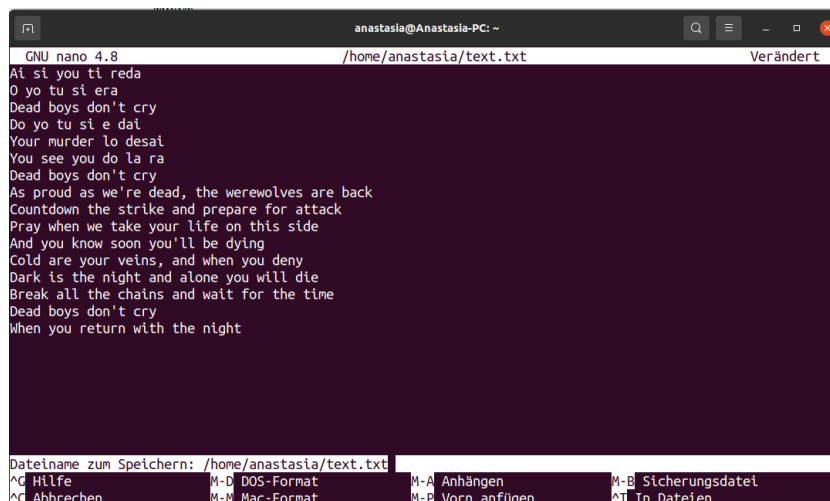 anastasia@Anastasia-PC: ~
GNU nano 4.8 /home/anastasia/text.txt Verändert
Ai si you ti reda
O yo tu si era
Dead boys don't cry
Do yo tu si e dai
Your murder lo desai
You see you do la ra
Dead boys don't cry
As proud as we're dead, the werewolves are back
Countdown the strike and prepare for attack
Pray when we take your life on this side
And you know soon you'll be dying
Cold are your veins, and when you deny
Dark is the night and alone you will die
Break all the chains and wait for the time
Dead boys don't cry
When you return with the night
Dateiname zum Speichern: /home/anastasia/text.txt
^G Hilfe M-D DOS-Format M-A Anhängen M-B Sicherungsdatei
^C Abbrechen M-M Mac-Format M-P Vorn anfügen ^T In Dateien